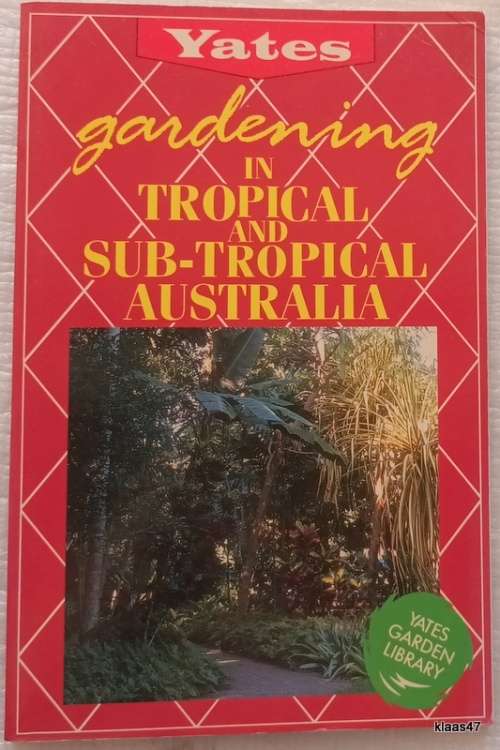 Yates
gardening
IN
TROPICAL
AND
SUB-TROPICAL
AUSTRALIA
YATES
GARDEN
LIBRARY
klaas47